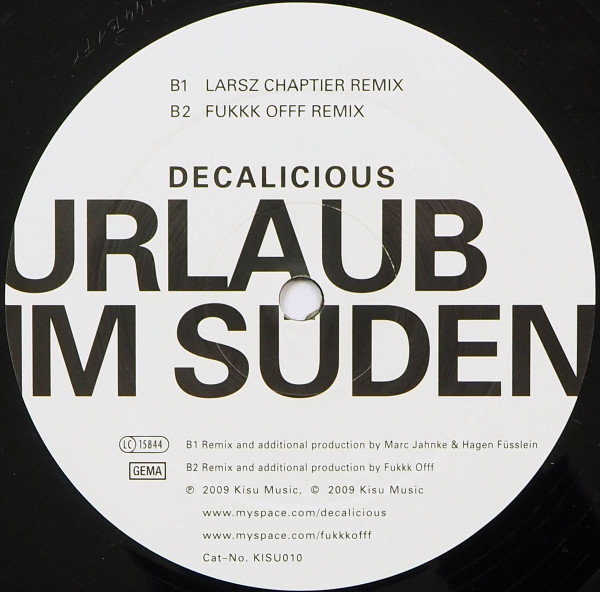 B1 LARSZ CHAPTIER REMIX
B2 FUKKK OFFF REMIX
DECALICIOUS
URLAUB
IM SUDEN
LC 15844
B1 Remix and additional production by Marc Jahnke & Hagen Füsslein
GEMA
B2 Remix and additional production by Fukkk Offf
℗ 2009 Kisu Music, © 2009 Kisu Music
www.myspace.com/decalicious
www.myspace.com/fukkkofff
Cat-No. KISU010